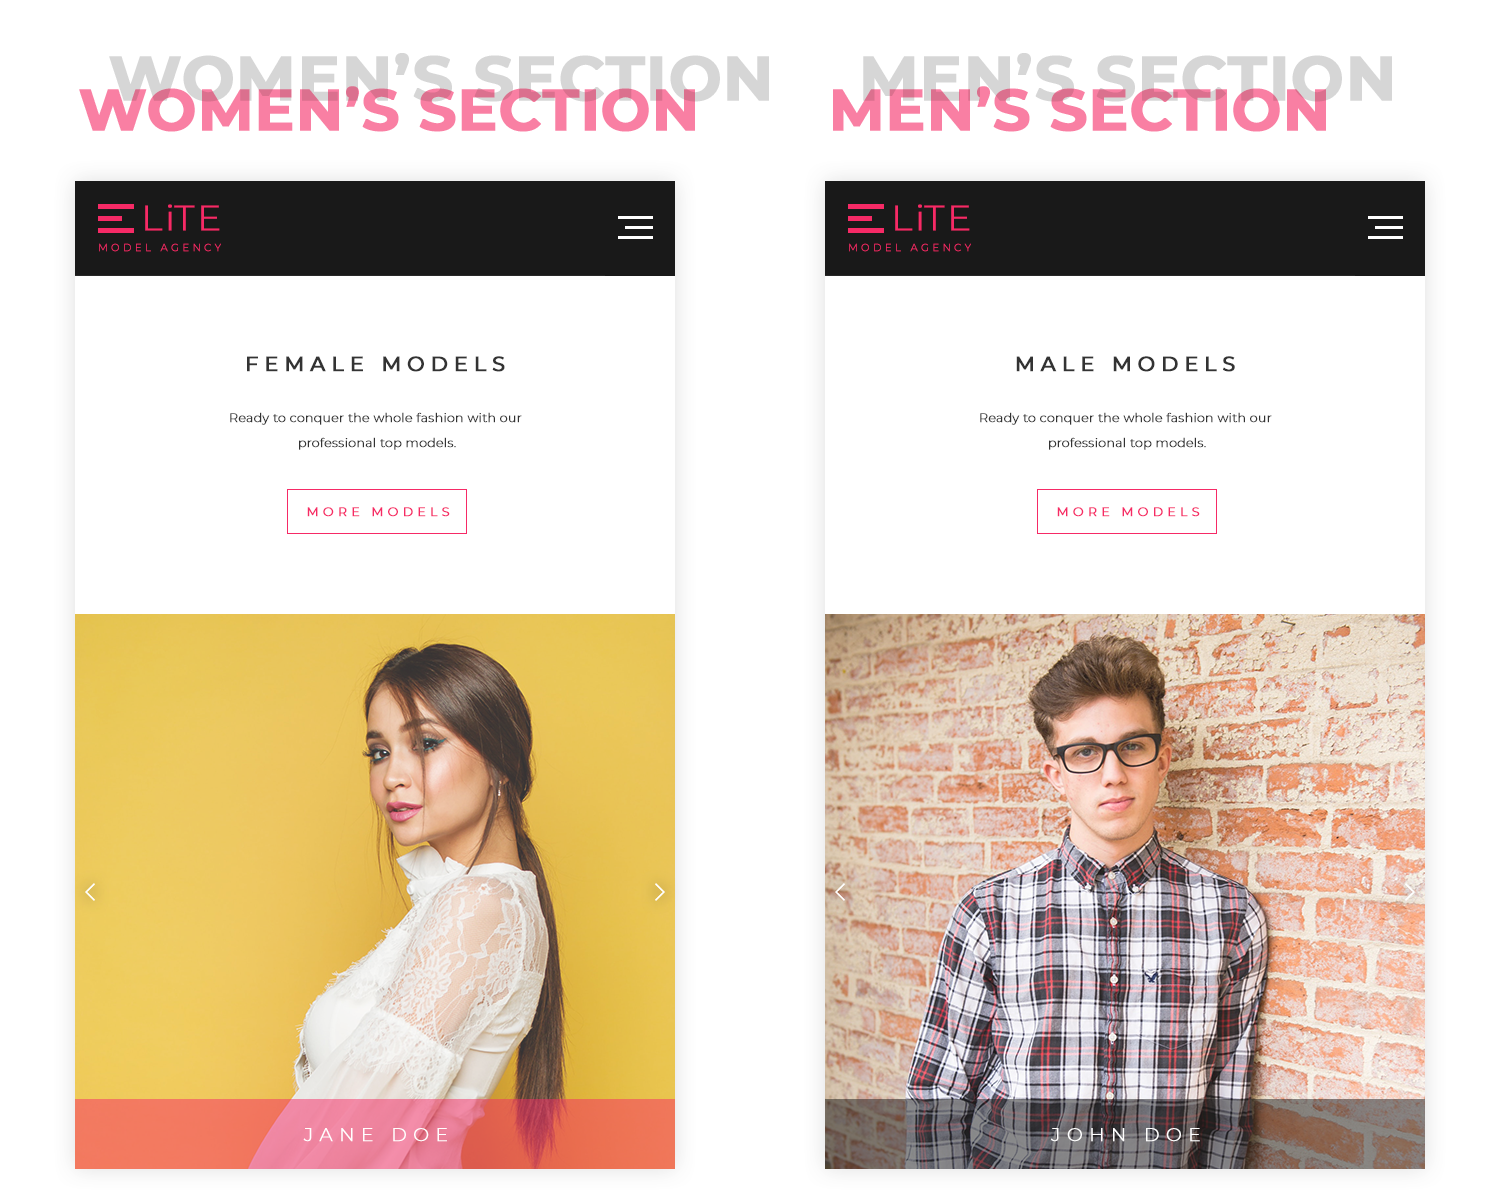 WOMEN'S SECTION
WOMEN'S SECTION
ELiTE
MODEL AGENCY
FEMALE MODELS
Ready to conquer the whole fashion with our
professional top models.
MORE MODELS
JANE DOE
MEN'S SECTION
MEN'S SECTION
ELiTE
MODEL AGENCY
MALE MODELS
Ready to conquer the whole fashion with our
professional top models.
MORE MODELS
JOHN DOE